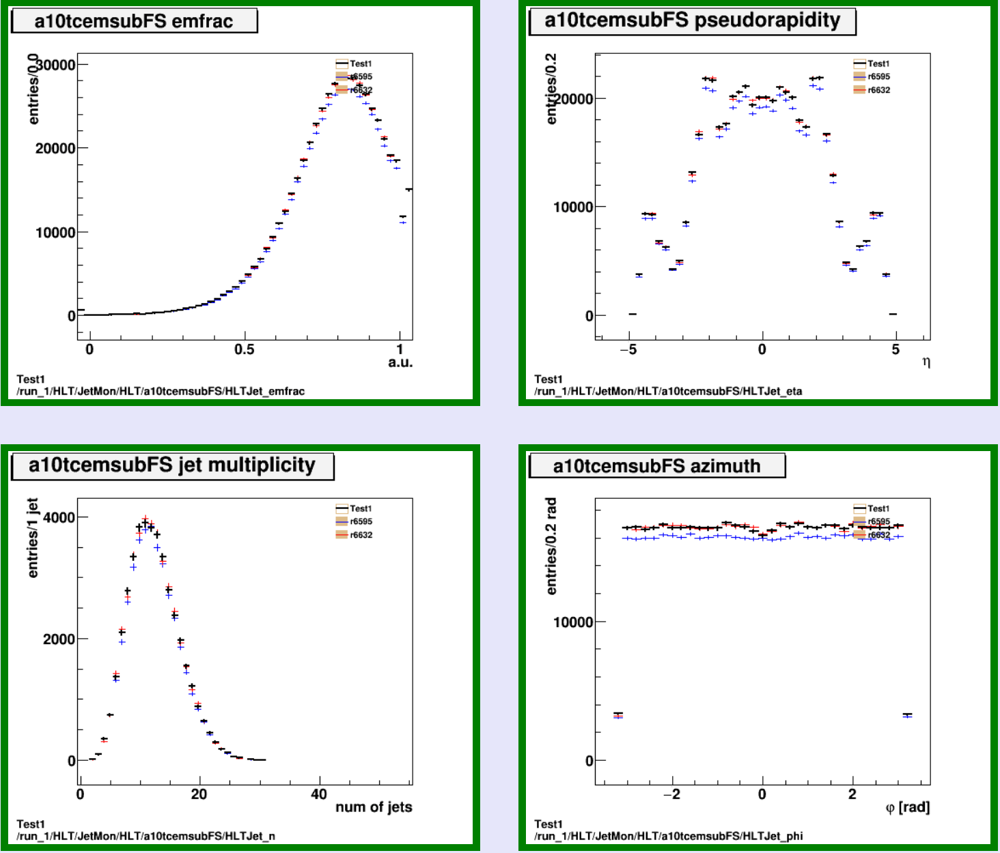 a10tcemsubFS emfrac
entries/0.0
30000
20000
10000
0
Test1
r6595
r6632
0 0.5 1
a.u.
Test1
/run_1/HLT/JetMon/HLT/a10tcemsubFS/HLTJet_emfrac
a10tcemsubFS pseudorapidity
entries/0.2
20000
10000
0
Test1
r6595
r6632
−5 0 5
η
Test1
/run_1/HLT/JetMon/HLT/a10tcemsubFS/HLTJet_eta
a10tcemsubFS jet multiplicity
entries/1 jet
4000
2000
0
Test1
r6595
r6632
0 20 40
num of jets
Test1
/run_1/HLT/JetMon/HLT/a10tcemsubFS/HLTJet_n
a10tcemsubFS azimuth
entries/0.2 rad
10000
0
Test1
r6595
r6632
−2 0 2
φ [rad]
Test1
/run_1/HLT/JetMon/HLT/a10tcemsubFS/HLTJet_phi